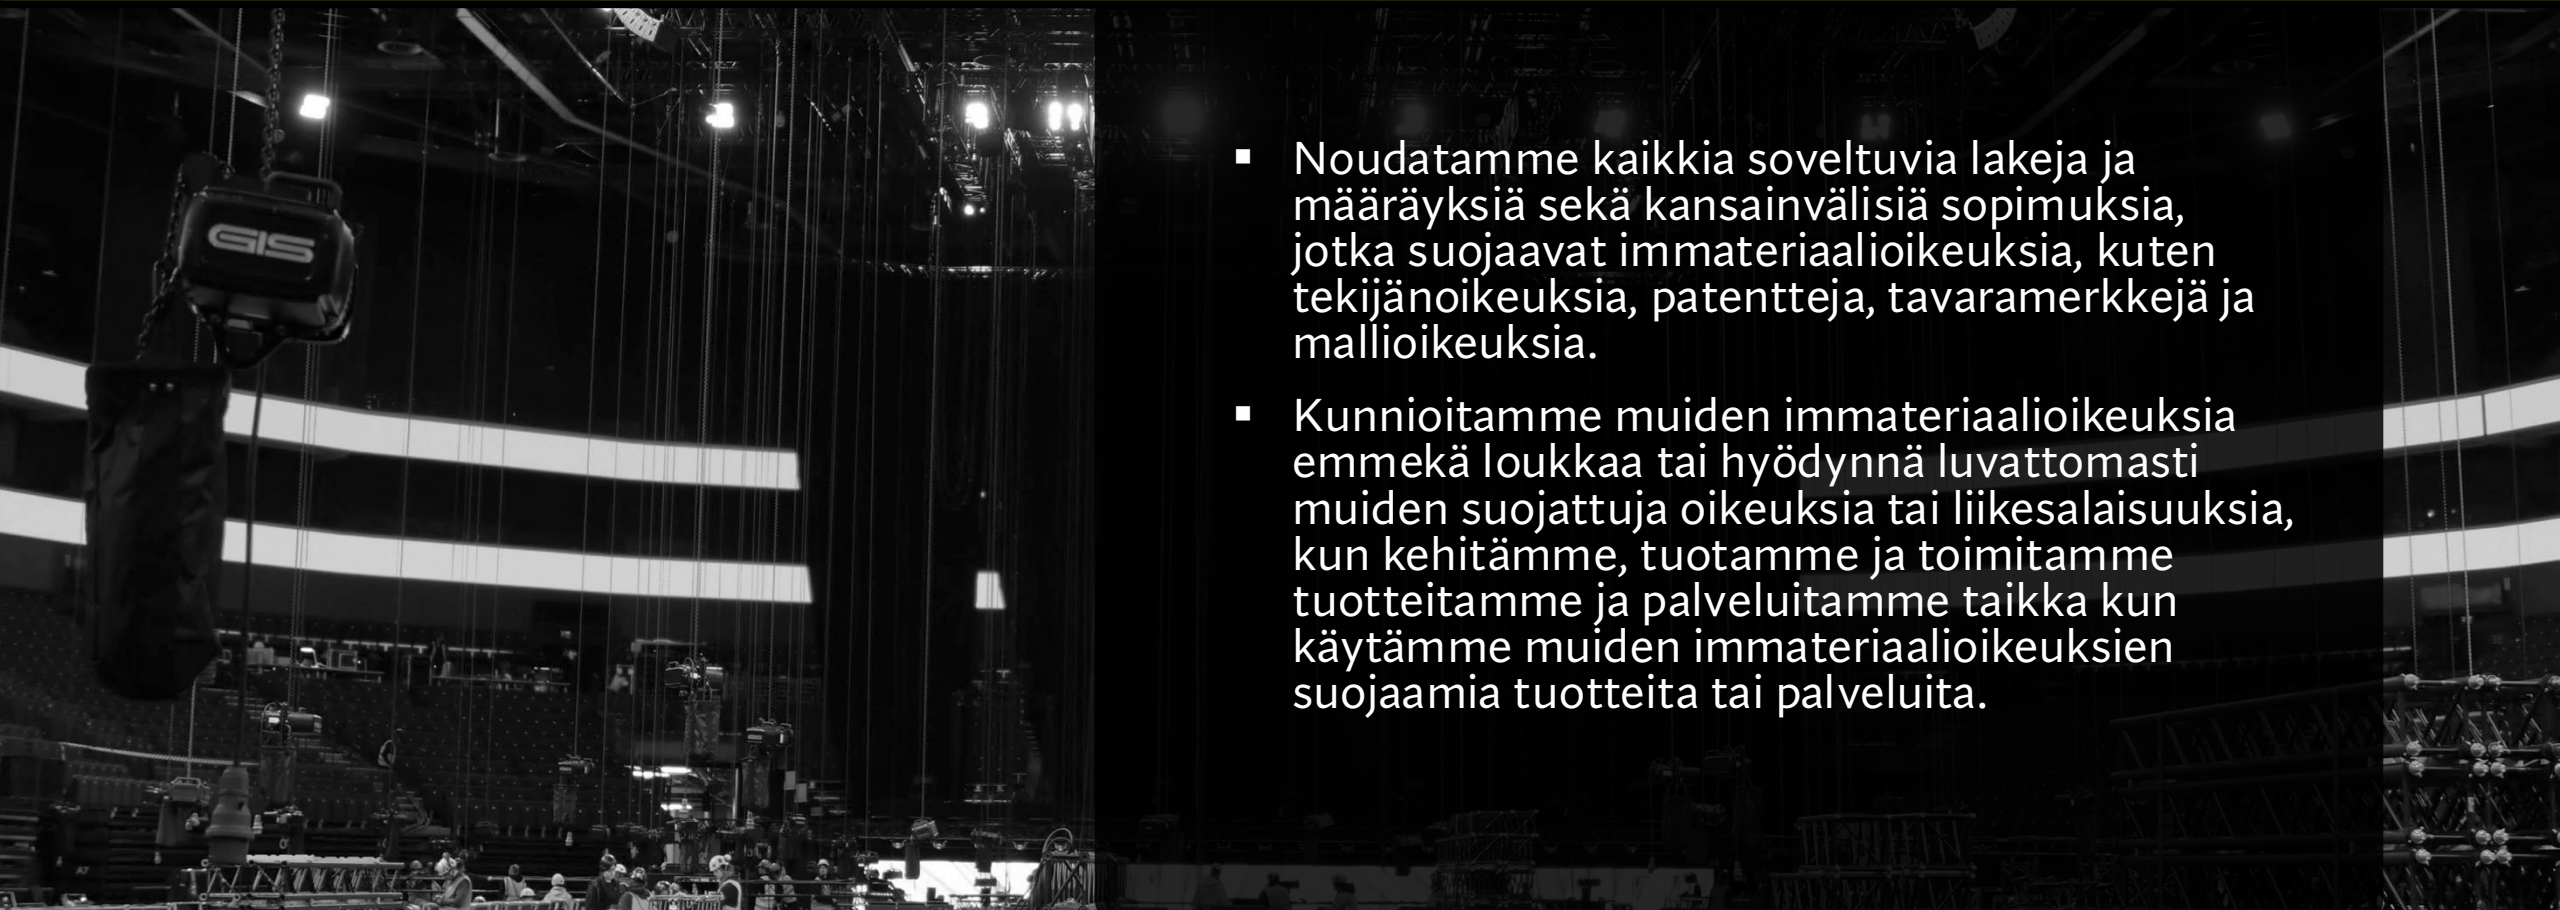 GIS
▪ Noudatamme kaikkia soveltuvia lakeja ja
määräyksiä sekä kansainvälisiä sopimuksia,
jotka suojaavat immateriaalioikeuksia, kuten
tekijänoikeuksia, patentteja, tavaramerkkejä ja
mallioikeuksia.
▪ Kunnioitamme muiden immateriaalioikeuksia
emmekä loukkaa tai hyödynnä luvattomasti
muiden suojattuja oikeuksia tai liikesalaisuuksia,
kun kehitämme, tuotamme ja toimitamme
tuotteitamme ja palveluitamme taikka kun
käytämme muiden immateriaalioikeuksien
suojaamia tuotteita tai palveluita.
A7